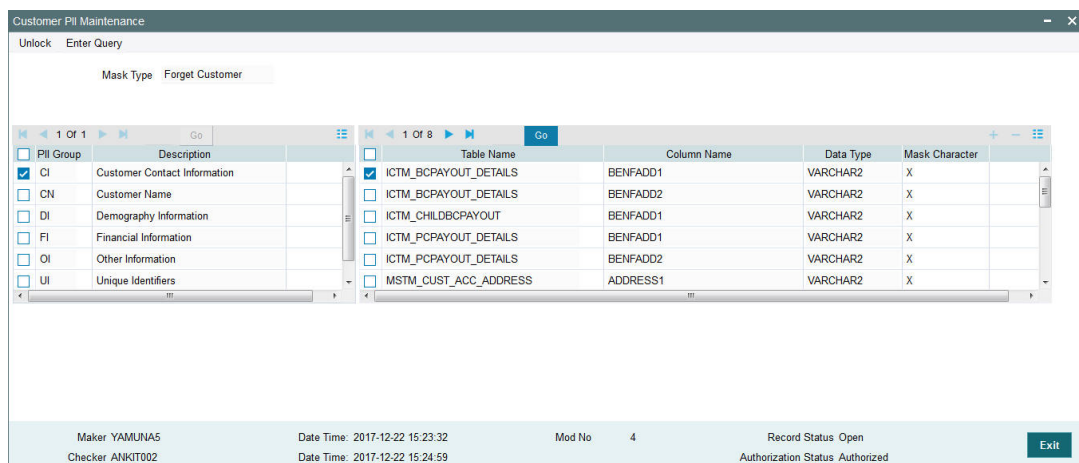 Customer PII Maintenance
Unlock Enter Query
Mask Type Forget Customer
1 Of 1 Go
1 Of 8 Go
PII Group Description
Table Name Column Name Data Type Mask Character
CI Customer Contact Information
ICTM_BCPAYOUT_DETAILS BENFADD1 VARCHAR2 X
CN Customer Name
ICTM_BCPAYOUT_DETAILS BENFADD2 VARCHAR2 X
DI Demography Information
ICTM_CHILDBCPAYOUT BENFADD1 VARCHAR2 X
FI Financial Information
ICTM_PCPAYOUT_DETAILS BENFADD1 VARCHAR2 X
OI Other Information
ICTM_PCPAYOUT_DETAILS BENFADD2 VARCHAR2 X
UI Unique Identifiers
MSTM_CUST_ACC_ADDRESS ADDRESS1 VARCHAR2 X
Maker YAMUNA5 Date Time: 2017-12-22 15:23:32 Mod No 4 Record Status Open
Checker ANKIT002 Date Time: 2017-12-22 15:24:59 Authorization Status Authorized
Exit